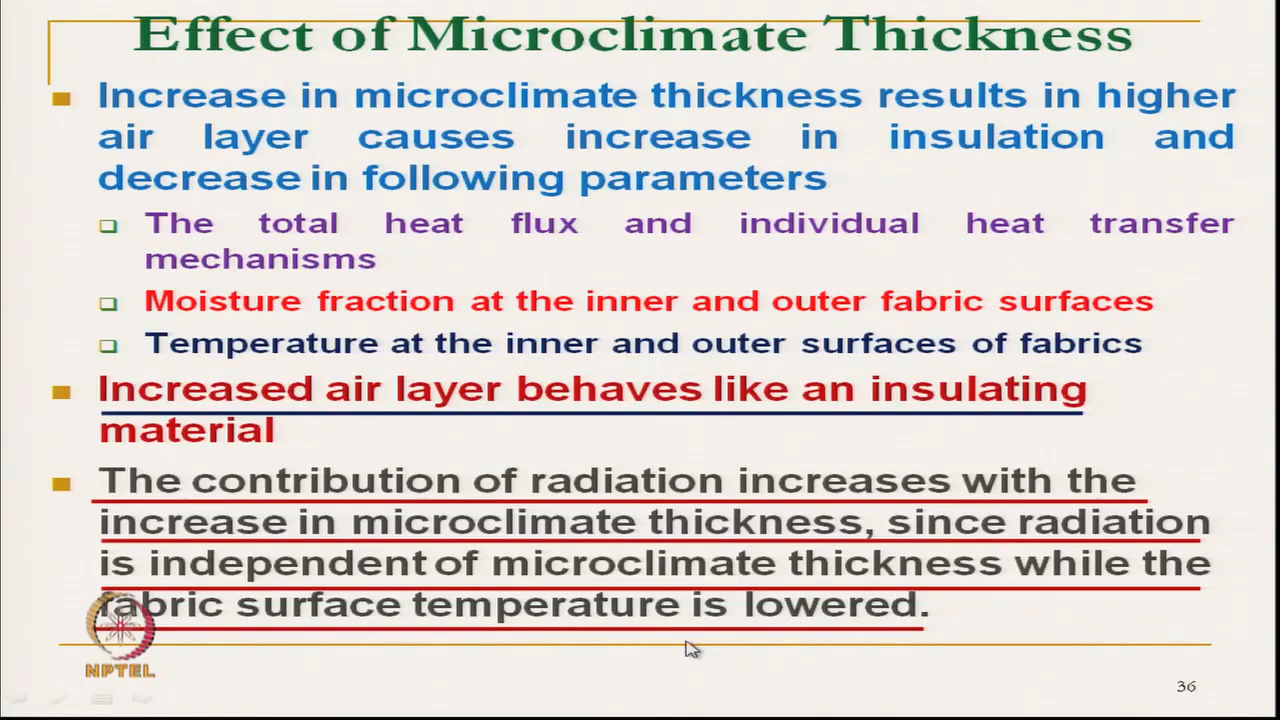 Effect of Microclimate Thickness
Increase in microclimate thickness results in higher
air layer causes increase in insulation and
decrease in following parameters
The total heat flux and individual heat transfer
mechanisms
Moisture fraction at the inner and outer fabric surfaces
Temperature at the inner and outer surfaces of fabrics
Increased air layer behaves like an insulating
material
The contribution of radiation increases with the
increase in microclimate thickness, since radiation
is independent of microclimate thickness while the
fabric surface temperature is lowered.
NPTEL
36